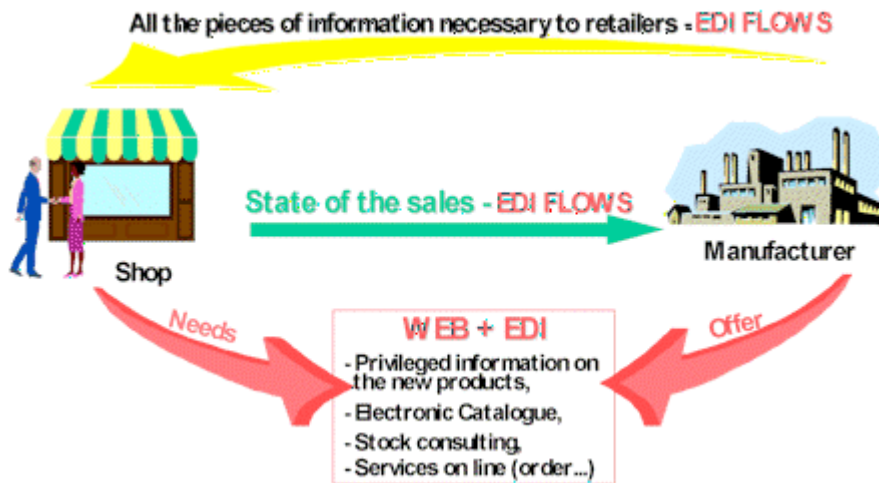 All the pieces of information necessary to retailers - EDI FLOWS
State of the sales - EDI FLOWS
Shop
Manufacturer
Needs
Offer
WEB + EDI
- Privileged information on
the new products,
- Electronic Catalogue,
- Stock consulting,
- Services on line (order...)